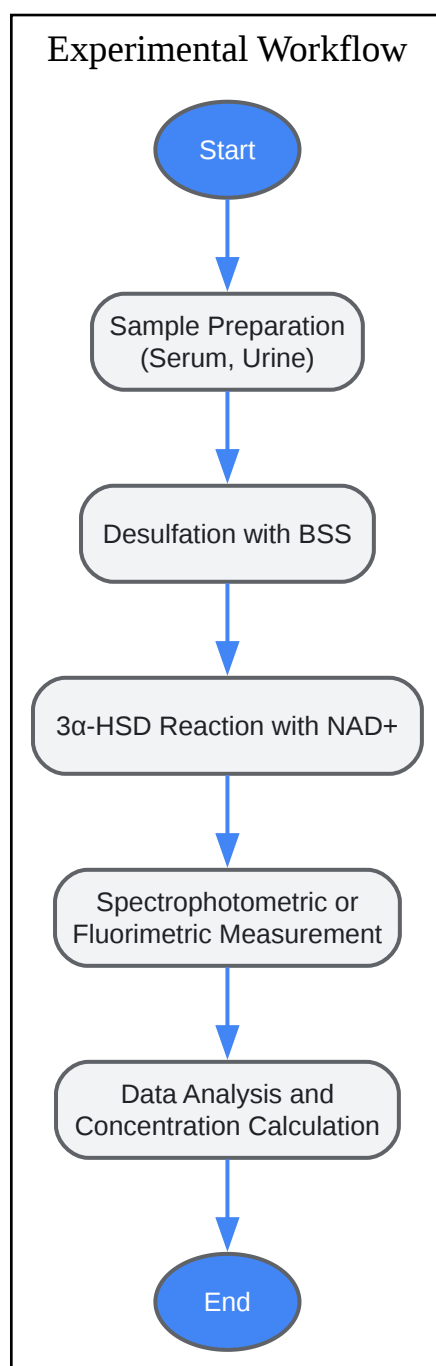 Experimental Workflow
Start
Sample Preparation
(Serum, Urine)
Desulfation with BSS
3α-HSD Reaction with NAD+
Spectrophotometric or
Fluorimetric Measurement
Data Analysis and
Concentration Calculation
End